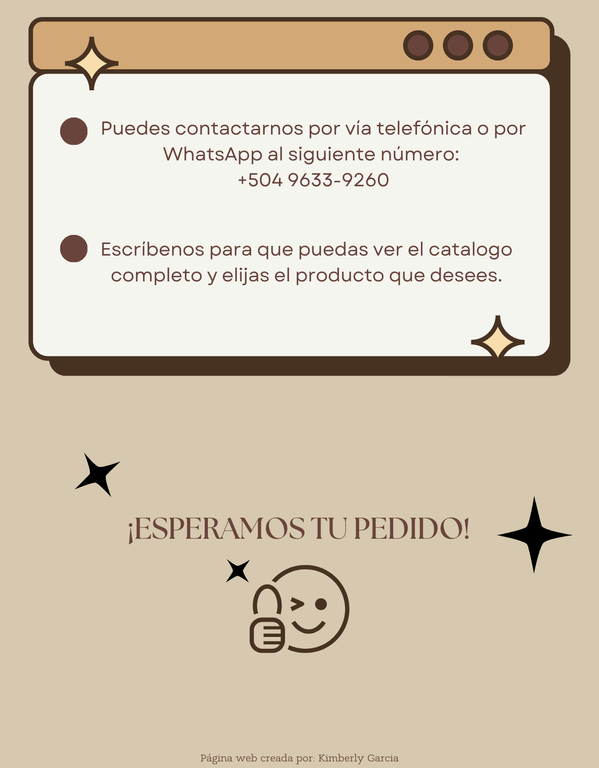 Puedes contactarnos por vía telefónica o por
WhatsApp al siguiente número:
+504 9633-9260
Escríbenos para que puedas ver el catalogo
completo y elijas el producto que desees.
¡ESPERAMOS TU PEDIDO!
Página web creada por: Kimberly Garcia